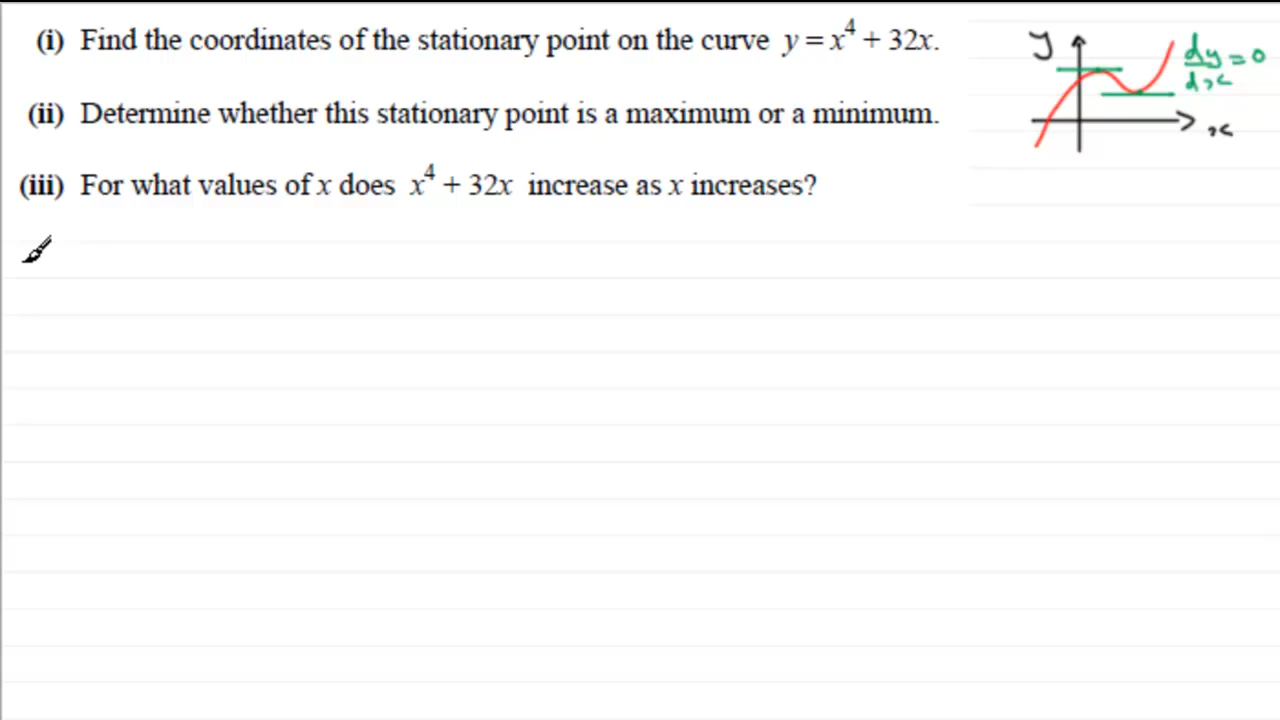 (i) Find the coordinates of the stationary point on the curve y = x⁴ + 32x.
(ii) Determine whether this stationary point is a maximum or a minimum.
(iii) For what values of x does x⁴ + 32x increase as x increases?
y
dy/dx = 0
x